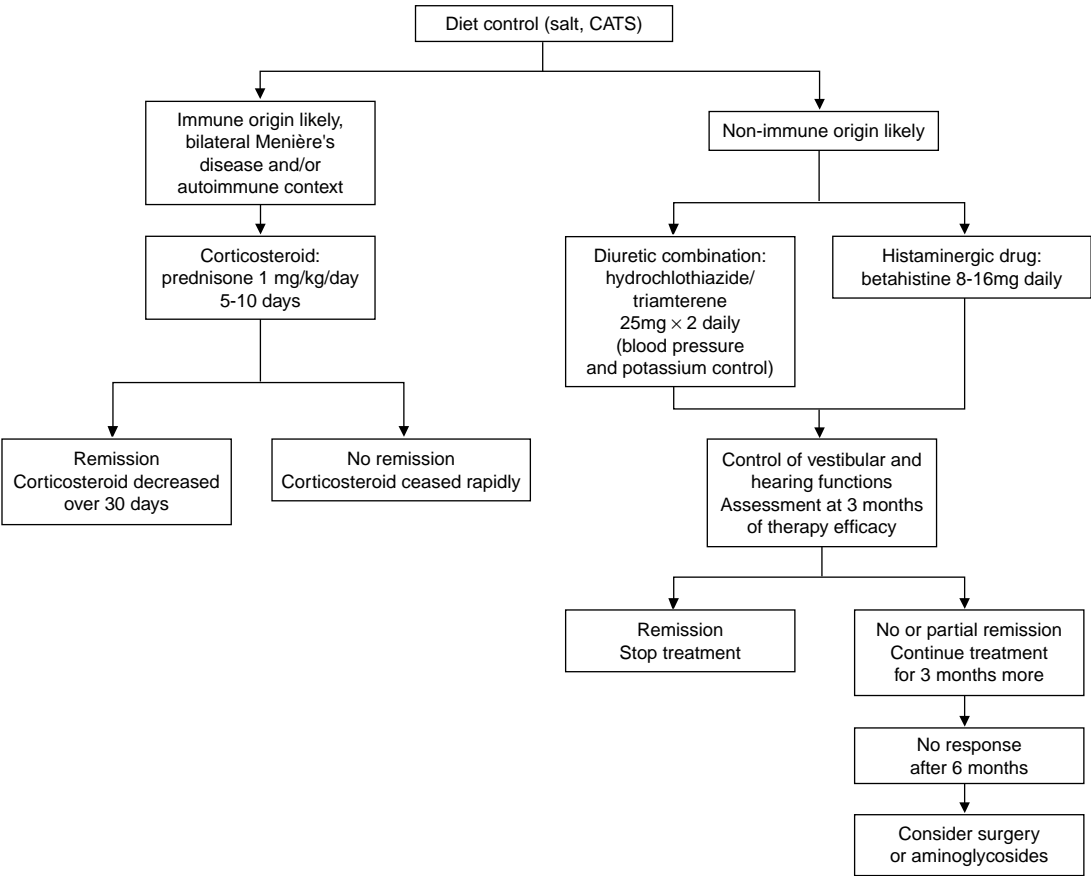 Diet control (salt, CATS)
Immune origin likely,
bilateral Menière's
disease and/or
autoimmune context
Non-immune origin likely
Corticosteroid:
prednisone 1 mg/kg/day
5-10 days
Diuretic combination:
hydrochlothiazide/
triamterene
25mg × 2 daily
(blood pressure
and potassium control)
Histaminergic drug:
betahistine 8-16mg daily
Remission
Corticosteroid decreased
over 30 days
No remission
Corticosteroid ceased rapidly
Control of vestibular and
hearing functions
Assessment at 3 months
of therapy efficacy
Remission
Stop treatment
No or partial remission
Continue treatment
for 3 months more
No response
after 6 months
Consider surgery
or aminoglycosides